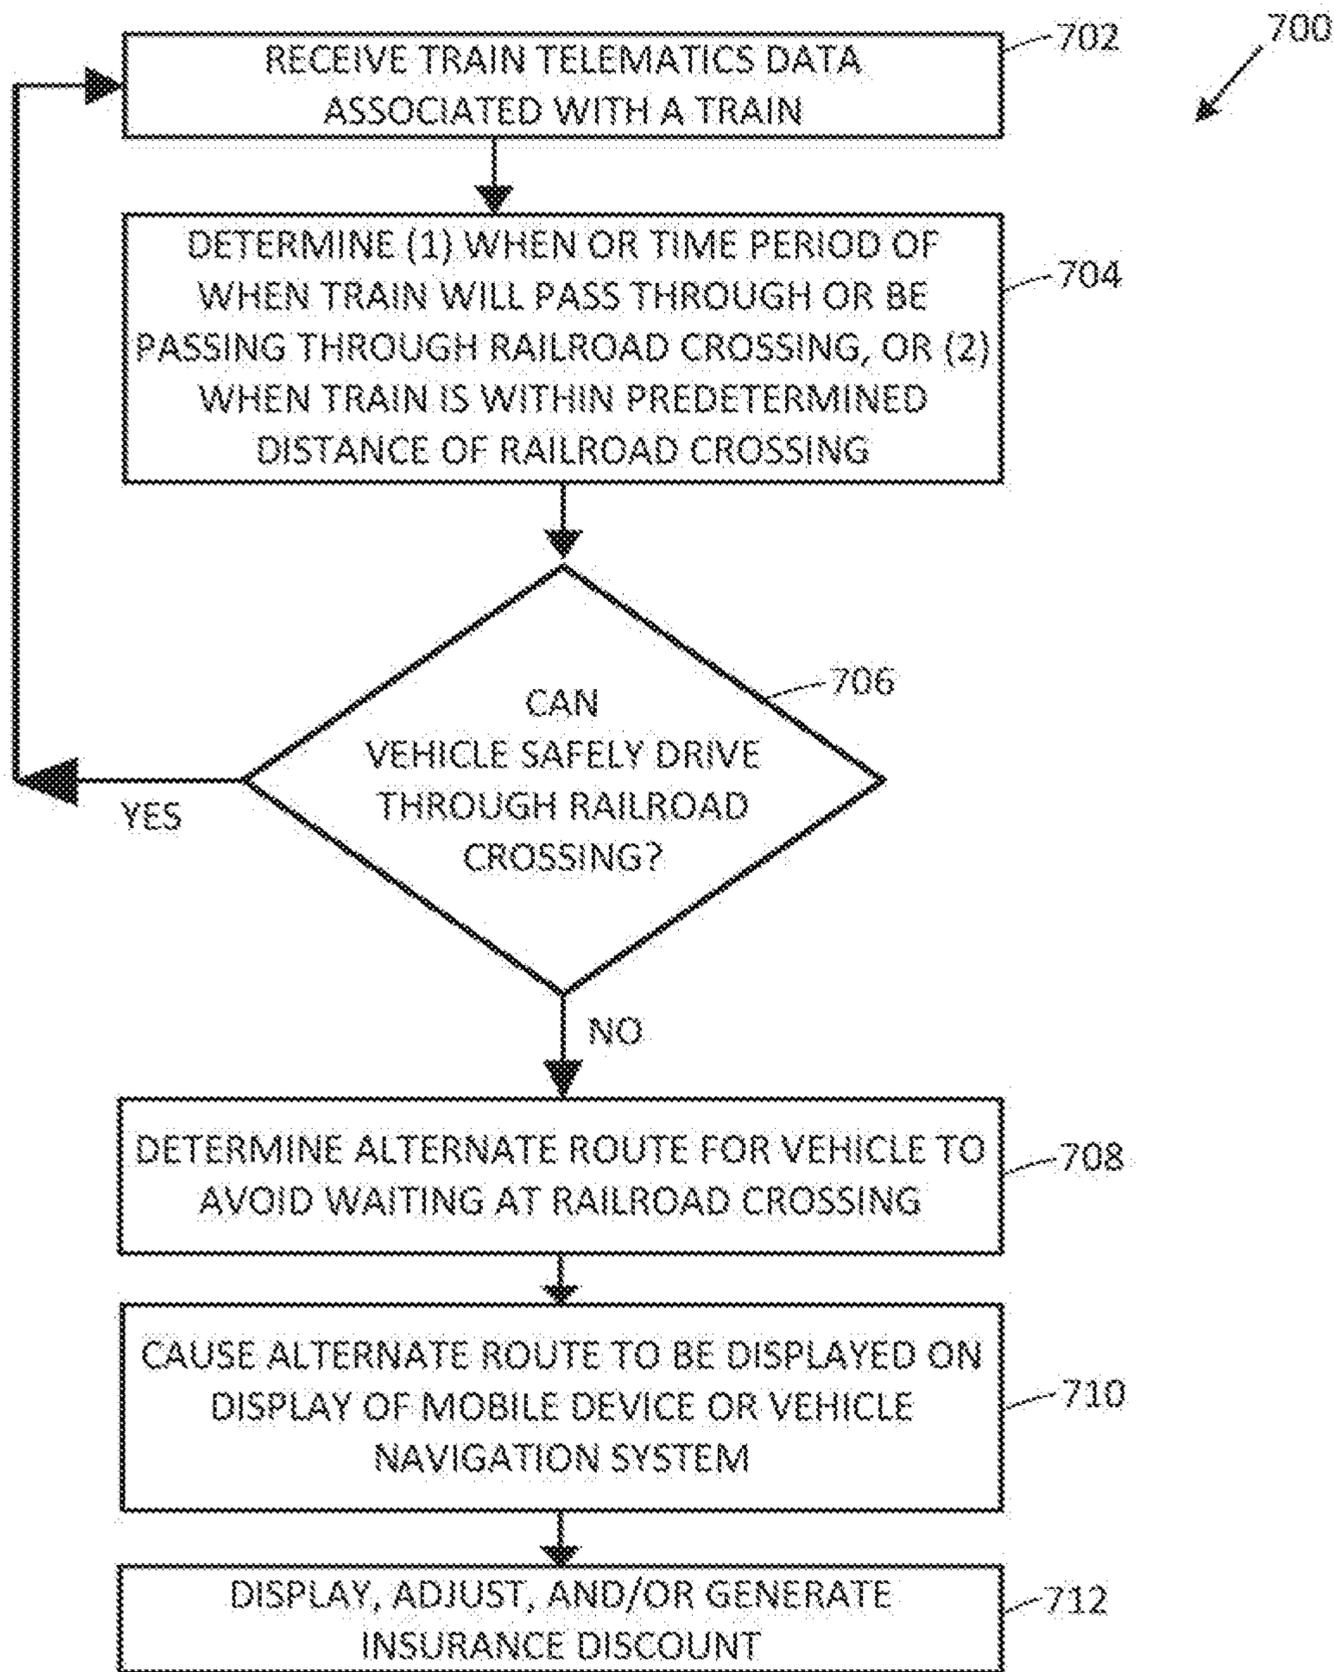 700
702
RECEIVE TRAIN TELEMATICS DATA
ASSOCIATED WITH A TRAIN
DETERMINE (1) WHEN OR TIME PERIOD OF
WHEN TRAIN WILL PASS THROUGH OR BE
PASSING THROUGH RAILROAD CROSSING, OR (2)
WHEN TRAIN IS WITHIN PREDETERMINED
DISTANCE OF RAILROAD CROSSING
704
CAN
VEHICLE SAFELY DRIVE
THROUGH RAILROAD
CROSSING?
706
YES
NO
DETERMINE ALTERNATE ROUTE FOR VEHICLE TO
AVOID WAITING AT RAILROAD CROSSING
708
CAUSE ALTERNATE ROUTE TO BE DISPLAYED ON
DISPLAY OF MOBILE DEVICE OR VEHICLE
NAVIGATION SYSTEM
710
DISPLAY, ADJUST, AND/OR GENERATE
INSURANCE DISCOUNT
712